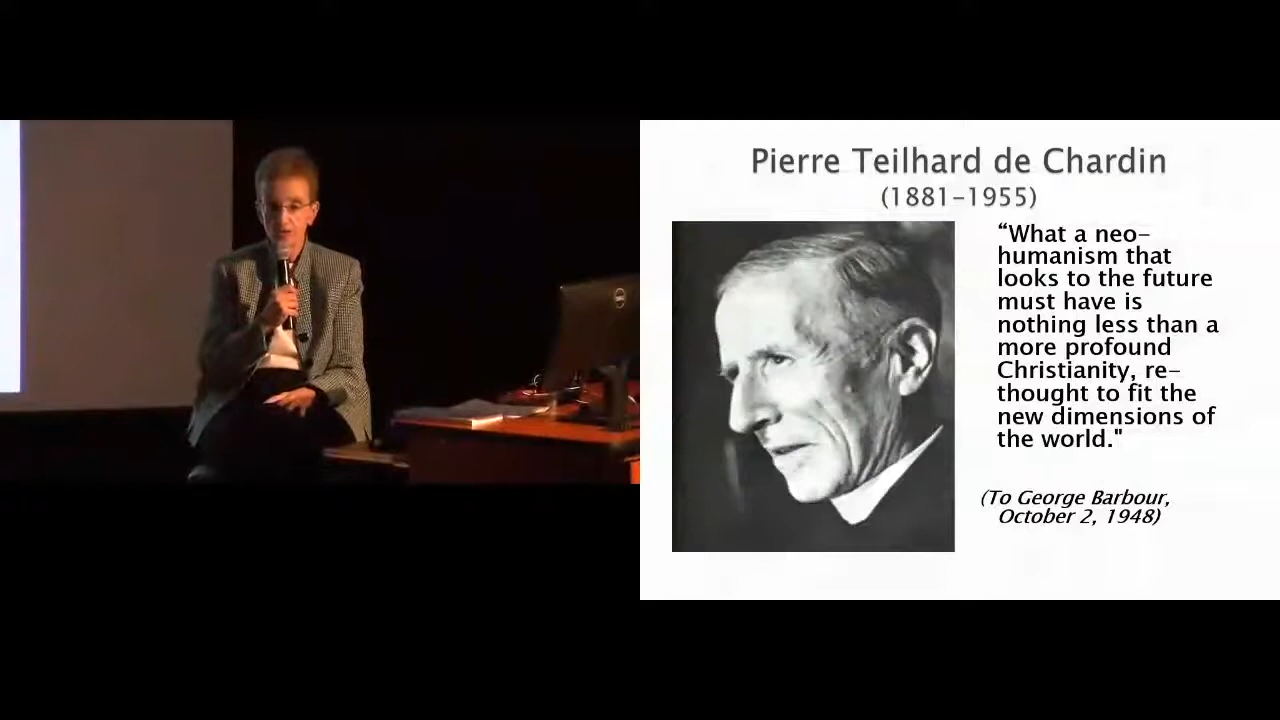 Pierre Teilhard de Chardin
(1881-1955)
“What a neo-
humanism that
looks to the future
must have is
nothing less than a
more profound
Christianity, re-
thought to fit the
new dimensions of
the world."
(To George Barbour,
October 2, 1948)
DELL